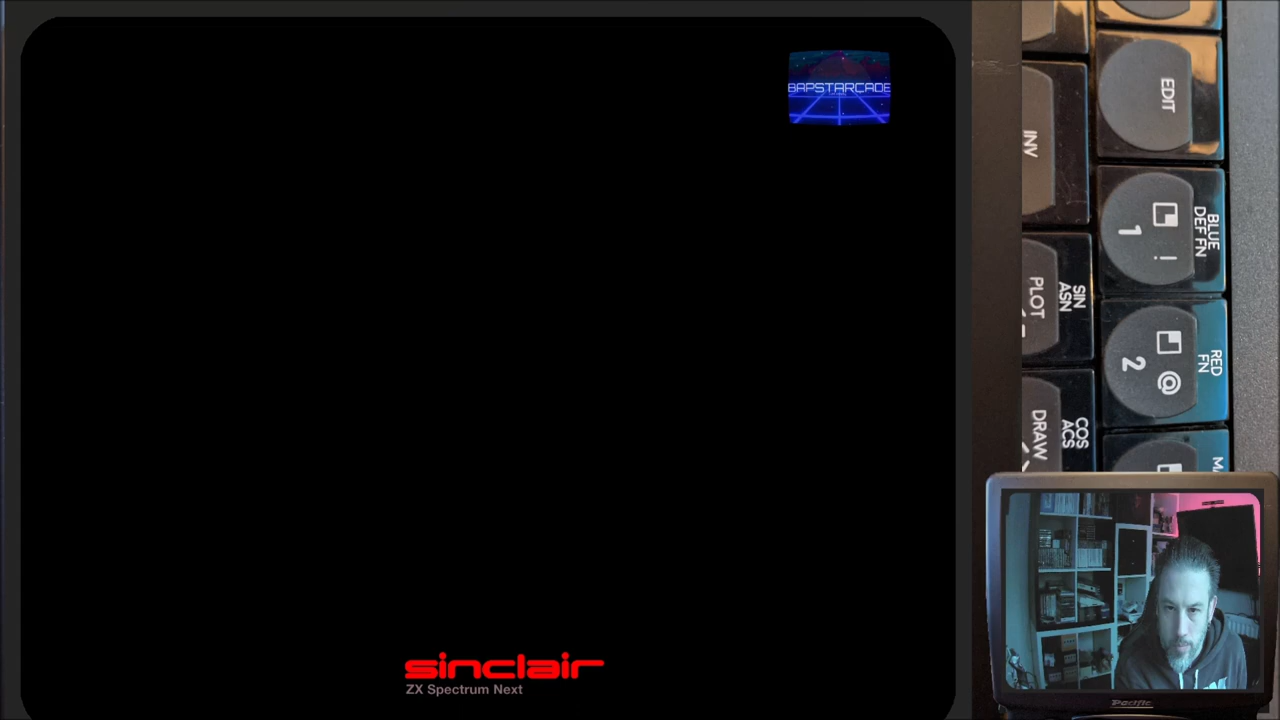 BAPSTARCADE
sinclair
ZX Spectrum Next
EDIT
INV
BLUE
DEF FN
1 !
SIN
ASN
PLOT
RED
FN
2 @
COS
ACS
DRAW
Pacific